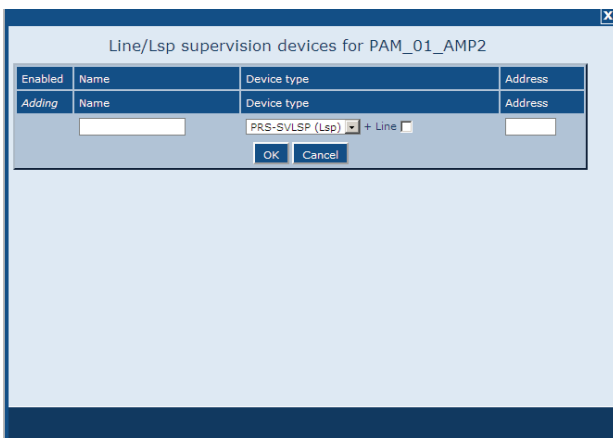 X
Line/Lsp supervision devices for PAM_01_AMP2
Enabled Name Device type Address
Adding Name Device type Address
PRS-SVLSP (Lsp) + Line
OK Cancel